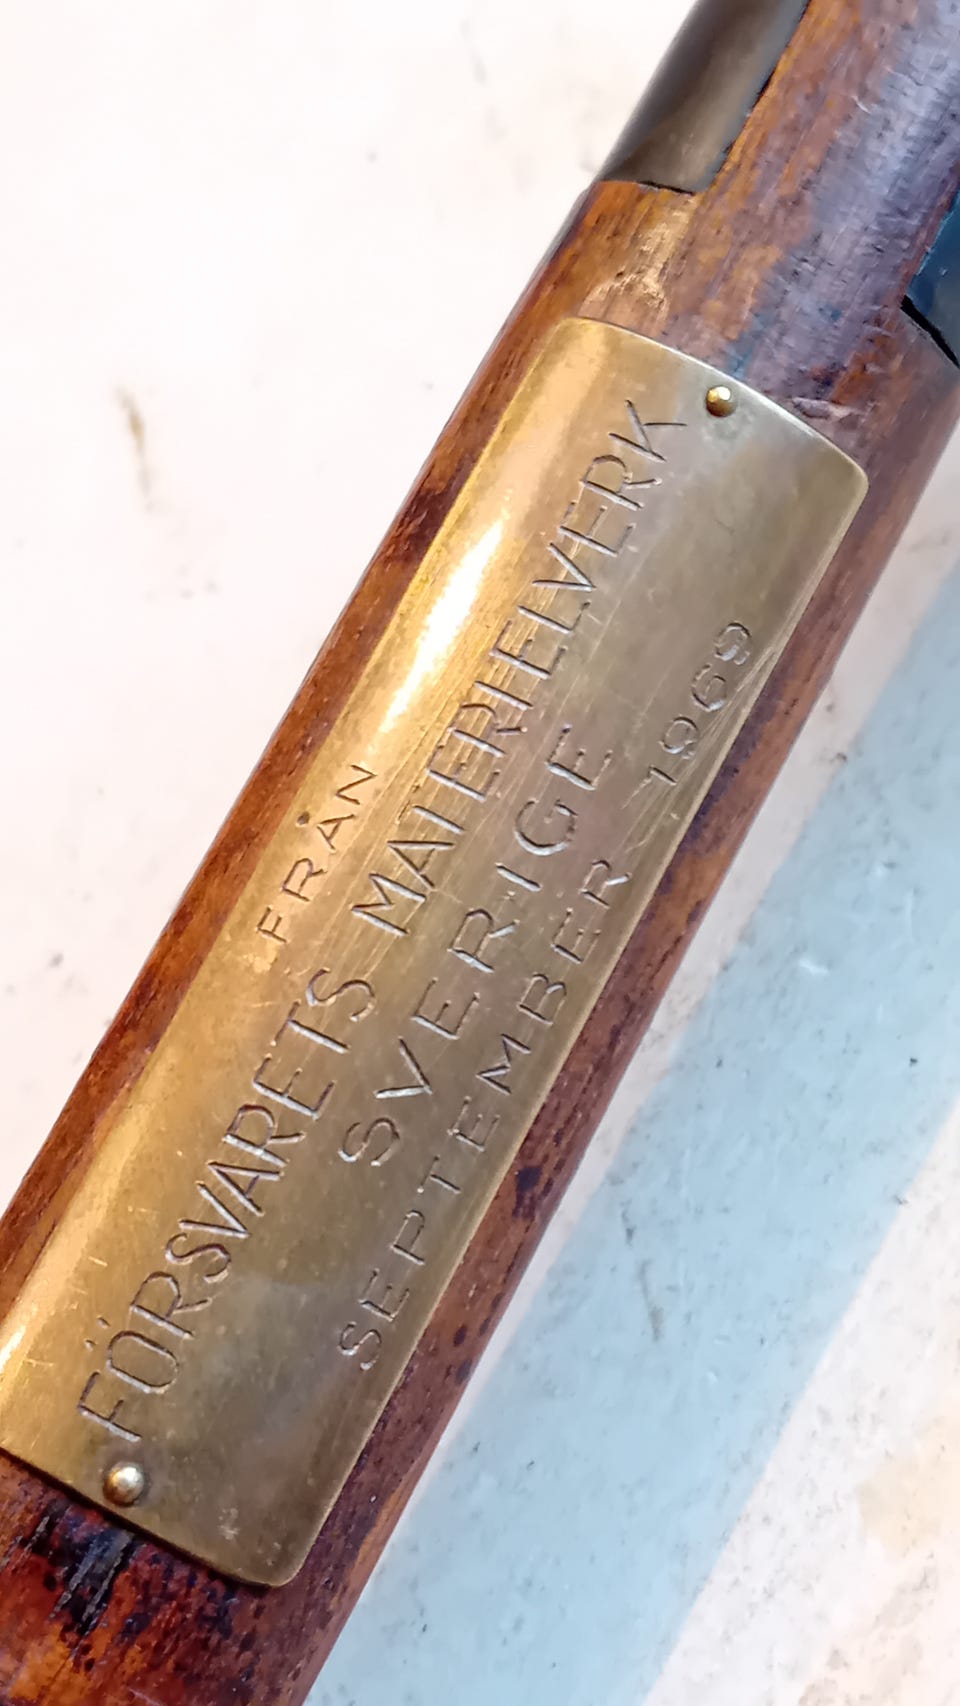 FRÅN
FÖRSVARETS MATERIELVERK
SVERIGE
SEPTEMBER 1969